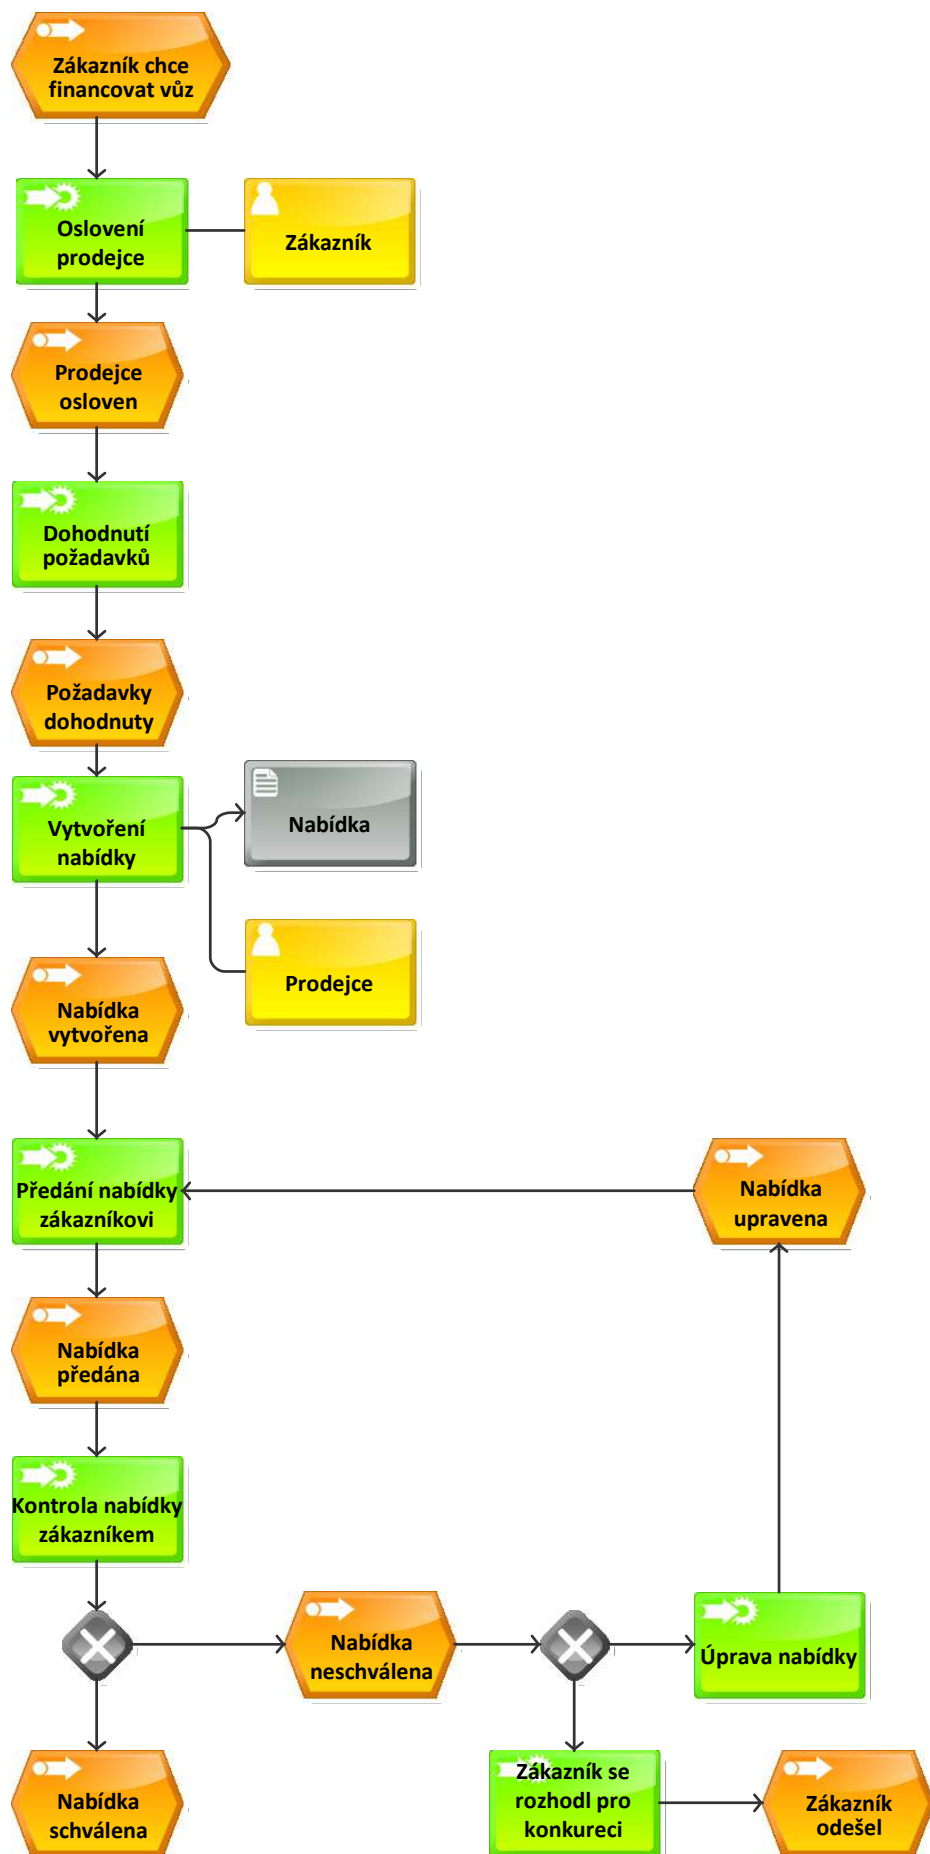 Zákazník chce
financovat vůz
Oslovení
prodejce
Zákazník
Prodejce
osloven
Dohodnutí
požadavků
Požadavky
dohodnuty
Vytvoření
nabídky
Nabídka
Prodejce
Nabídka
vytvořena
Předání nabídky
zákazníkovi
Nabídka
upravena
Nabídka
předána
Kontrola nabídky
zákazníkem
Nabídka
neschválena
Úprava nabídky
Nabídka
schválena
Zákazník se
rozhodl pro
konkureci
Zákazník
odešel